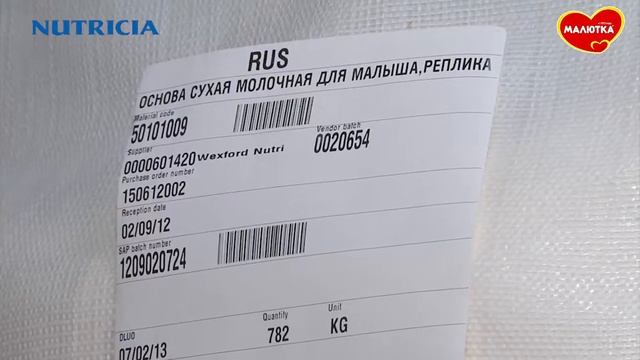 NUTRICIA
МАЛЮТКА
RUS
ОСНОВА СУХАЯ МОЛОЧНАЯ ДЛЯ МАЛЫША,РЕПЛИКА
Material code
50101009
Supplier
Vendor batch
0000601420 Wexford Nutri
0020654
Purchase order number
150612002
Reception date
02/09/12
SAP batch number
1209020724
DLUO
Quantity
Unit
07/02/13
782
KG